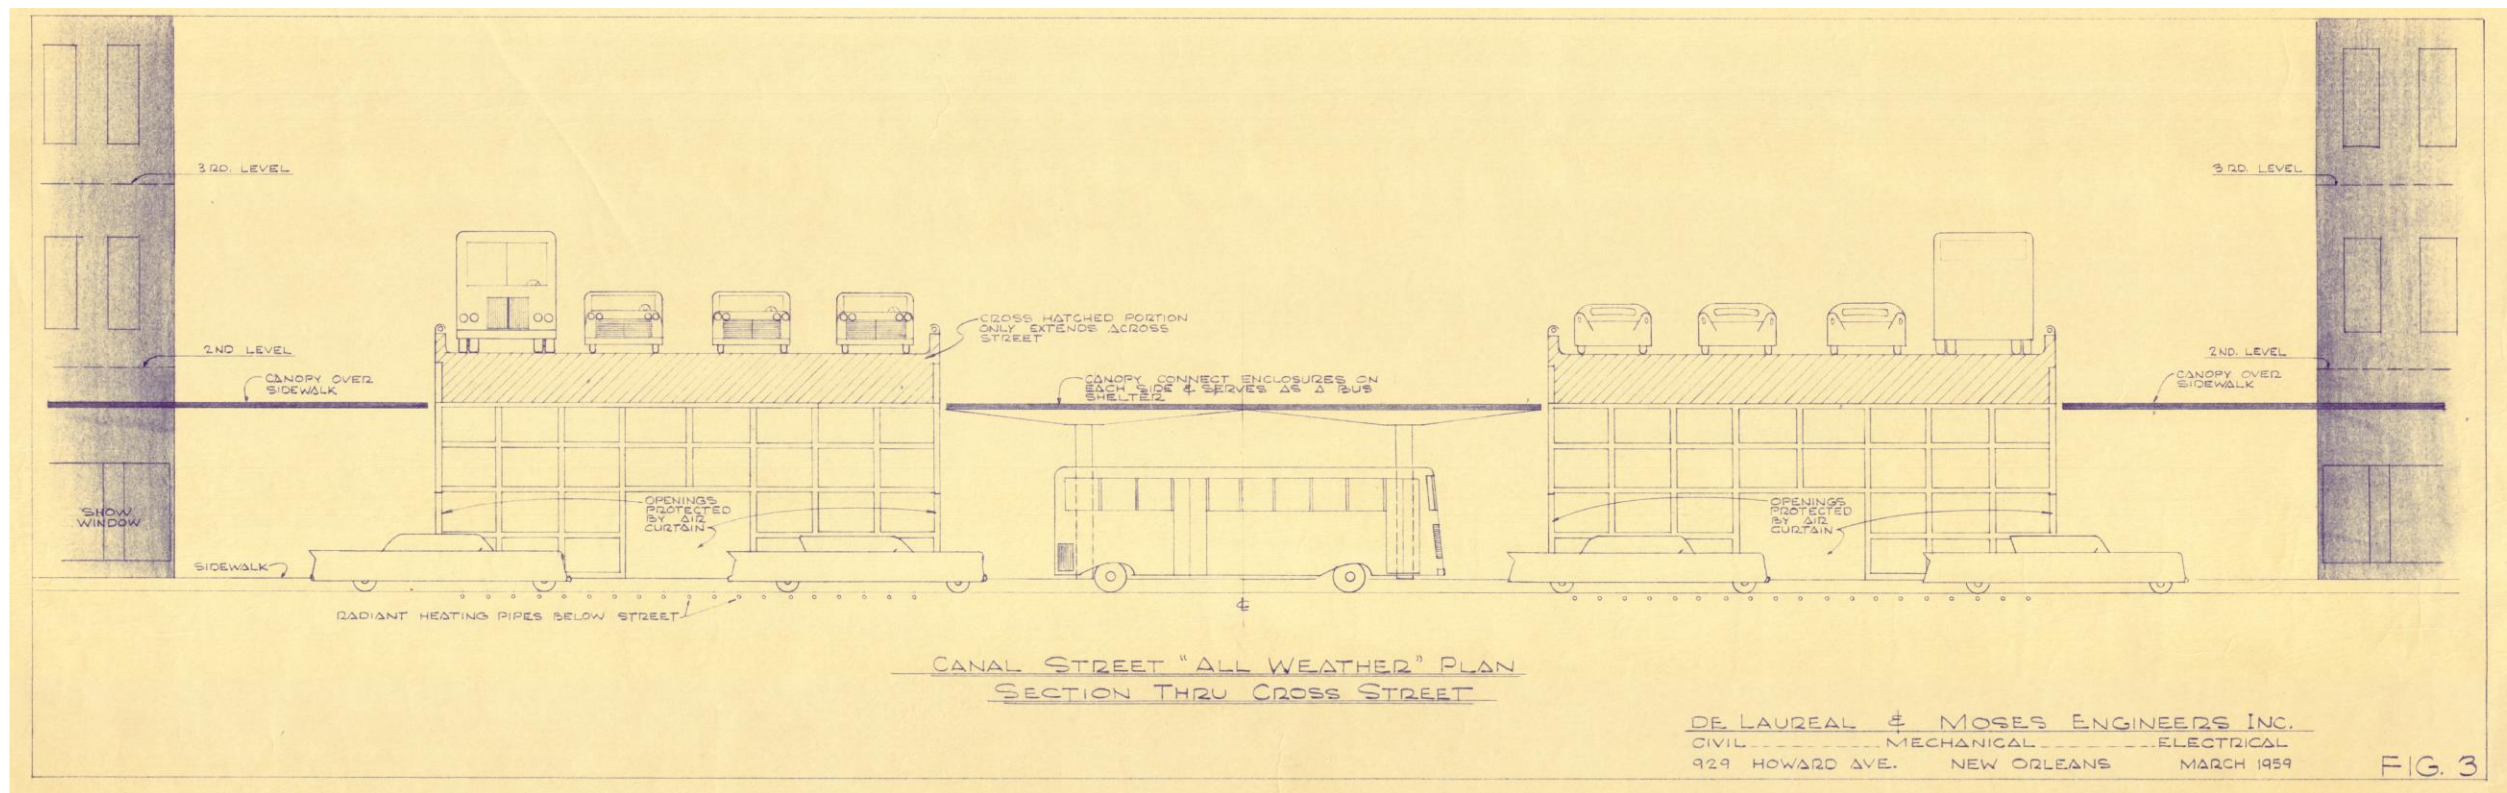 3RD. LEVEL
3RD. LEVEL
2ND LEVEL
CANOPY OVER
SIDEWALK
CROSS HATCHED PORTION
ONLY EXTENDS ACROSS
STREET
CANOPY CONNECT ENCLOSURES ON
EACH SIDE & SERVES AS A BUS
SHELTER
2ND. LEVEL
CANOPY OVER
SIDEWALK
SHOW
WINDOW
OPENINGS
PROTECTED
BY AIR
CURTAIN
OPENINGS
PROTECTED
BY AIR
CURTAIN
SIDEWALK
RADIANT HEATING PIPES BELOW STREET
℄
CANAL STREET "ALL WEATHER" PLAN
SECTION THRU CROSS STREET
DE LAUREAL & MOSES ENGINEERS INC.
CIVIL---------MECHANICAL--------ELECTRICAL
929 HOWARD AVE. NEW ORLEANS MARCH 1959
FIG. 3